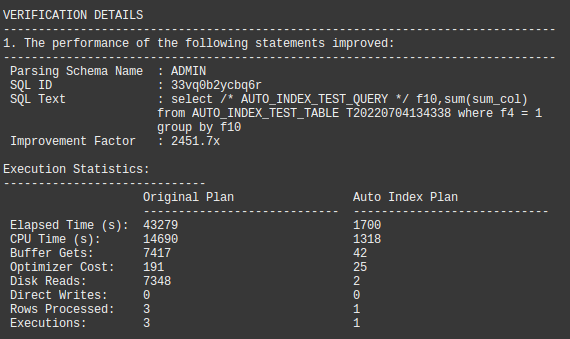 VERIFICATION DETAILS
-------------------------------------------------------------------------------
1. The performance of the following statements improved:
-------------------------------------------------------------------------------
Parsing Schema Name : ADMIN
SQL ID : 33vq0b2ycbq6r
SQL Text : select /* AUTO_INDEX_TEST_QUERY */ f10,sum(sum_col)
from AUTO_INDEX_TEST_TABLE T20220704134338 where f4 = 1
group by f10
Improvement Factor : 2451.7x
Execution Statistics:
-----------------------------
Original Plan Auto Index Plan
---------------------------- ----------------------------
Elapsed Time (s): 43279 1700
CPU Time (s): 14690 1318
Buffer Gets: 7417 42
Optimizer Cost: 191 25
Disk Reads: 7348 2
Direct Writes: 0 0
Rows Processed: 3 1
Executions: 3 1